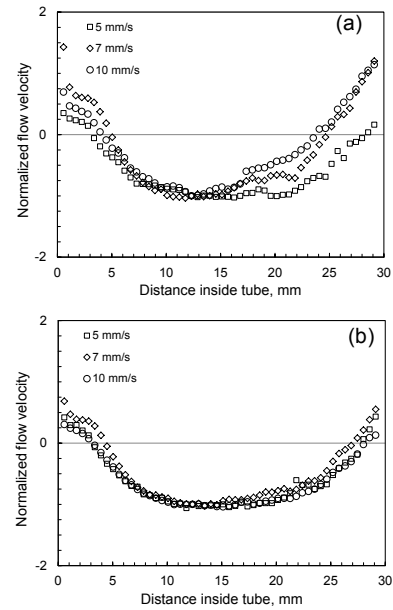 2
(a)
5 mm/s
7 mm/s
10 mm/s
Normalized flow velocity
0
-2
0 5 10 15 20 25 30
Distance inside tube, mm
2
(b)
5 mm/s
7 mm/s
10 mm/s
Normalized flow velocity
0
-2
0 5 10 15 20 25 30
Distance inside tube, mm